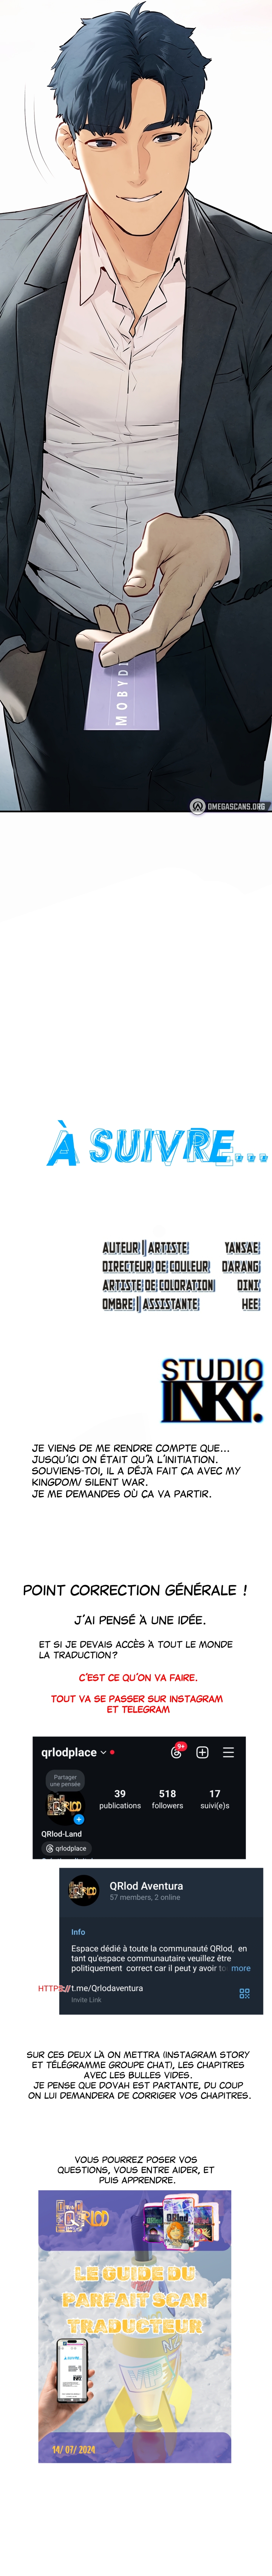 MOBYDI
OMEGASCANS.ORG
À SUIVRE...
AUTEUR || ARTISTE YANSAE
DIRECTEUR DE COULEUR DARANG
ARTISTE DE COLORATION DINI
OMBRE || ASSISTANTE HEE
STUDIO
INKY.
JE VIENS DE ME RENDRE COMPTE QUE...
JUSQU'ICI ON ÉTAIT QU'À L'INITIATION.
SOUVIENS-TOI, IL A DÉJÀ FAIT ÇA AVEC MY
KINGDOM/ SILENT WAR.
JE ME DEMANDES OÙ ÇA VA PARTIR.
POINT CORRECTION GÉNÉRALE !
J'AI PENSÉ À UNE IDÉE.
ET SI JE DEVAIS ACCÈS À TOUT LE MONDE
LA TRADUCTION?
C'EST CE QU'ON VA FAIRE.
TOUT VA SE PASSER SUR INSTAGRAM
ET TELEGRAM
qrlodplace
9+
Partager
une pensée
39 518 17
publications followers suivi(e)s
QRlod-Land
qrlodplace
QRlod Aventura
57 members, 2 online
Info
Espace dédié à toute la communauté QRlod, en
tant qu'espace communautaire veuillez être
politiquement correct car il peut y avoir to more
HTTPS://t.me/Qrlodaventura
Invite Link
SUR CES DEUX LÀ ON METTRA (INSTAGRAM STORY
ET TÉLÉGRAMME GROUPE CHAT), LES CHAPITRES
AVEC LES BULLES VIDES.
JE PENSE QUE DOVAH EST PARTANTE, DU COUP
ON LUI DEMANDERA DE CORRIGER VOS CHAPITRES.
VOUS POURREZ POSER VOS
QUESTIONS, VOUS ENTRE AIDER, ET
PUIS APPRENDRE.
LE GUIDE DU
PARFAIT SCAN
TRADUCTEUR
14/ 07/ 2024